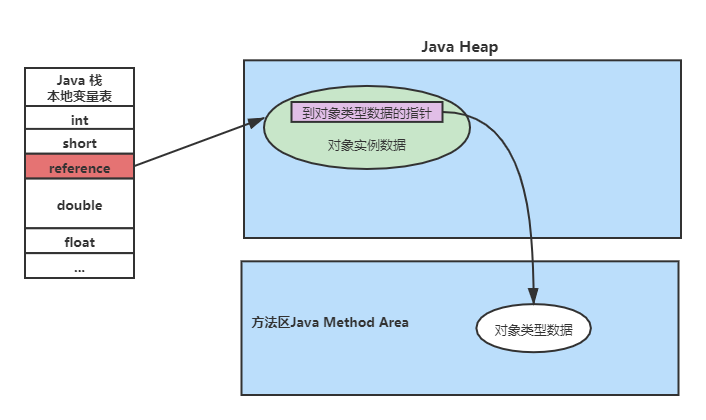 Java Heap
Java 栈
本地变量表
int
short
reference
double
float
...
到对象类型数据的指针
对象实例数据
方法区Java Method Area
对象类型数据